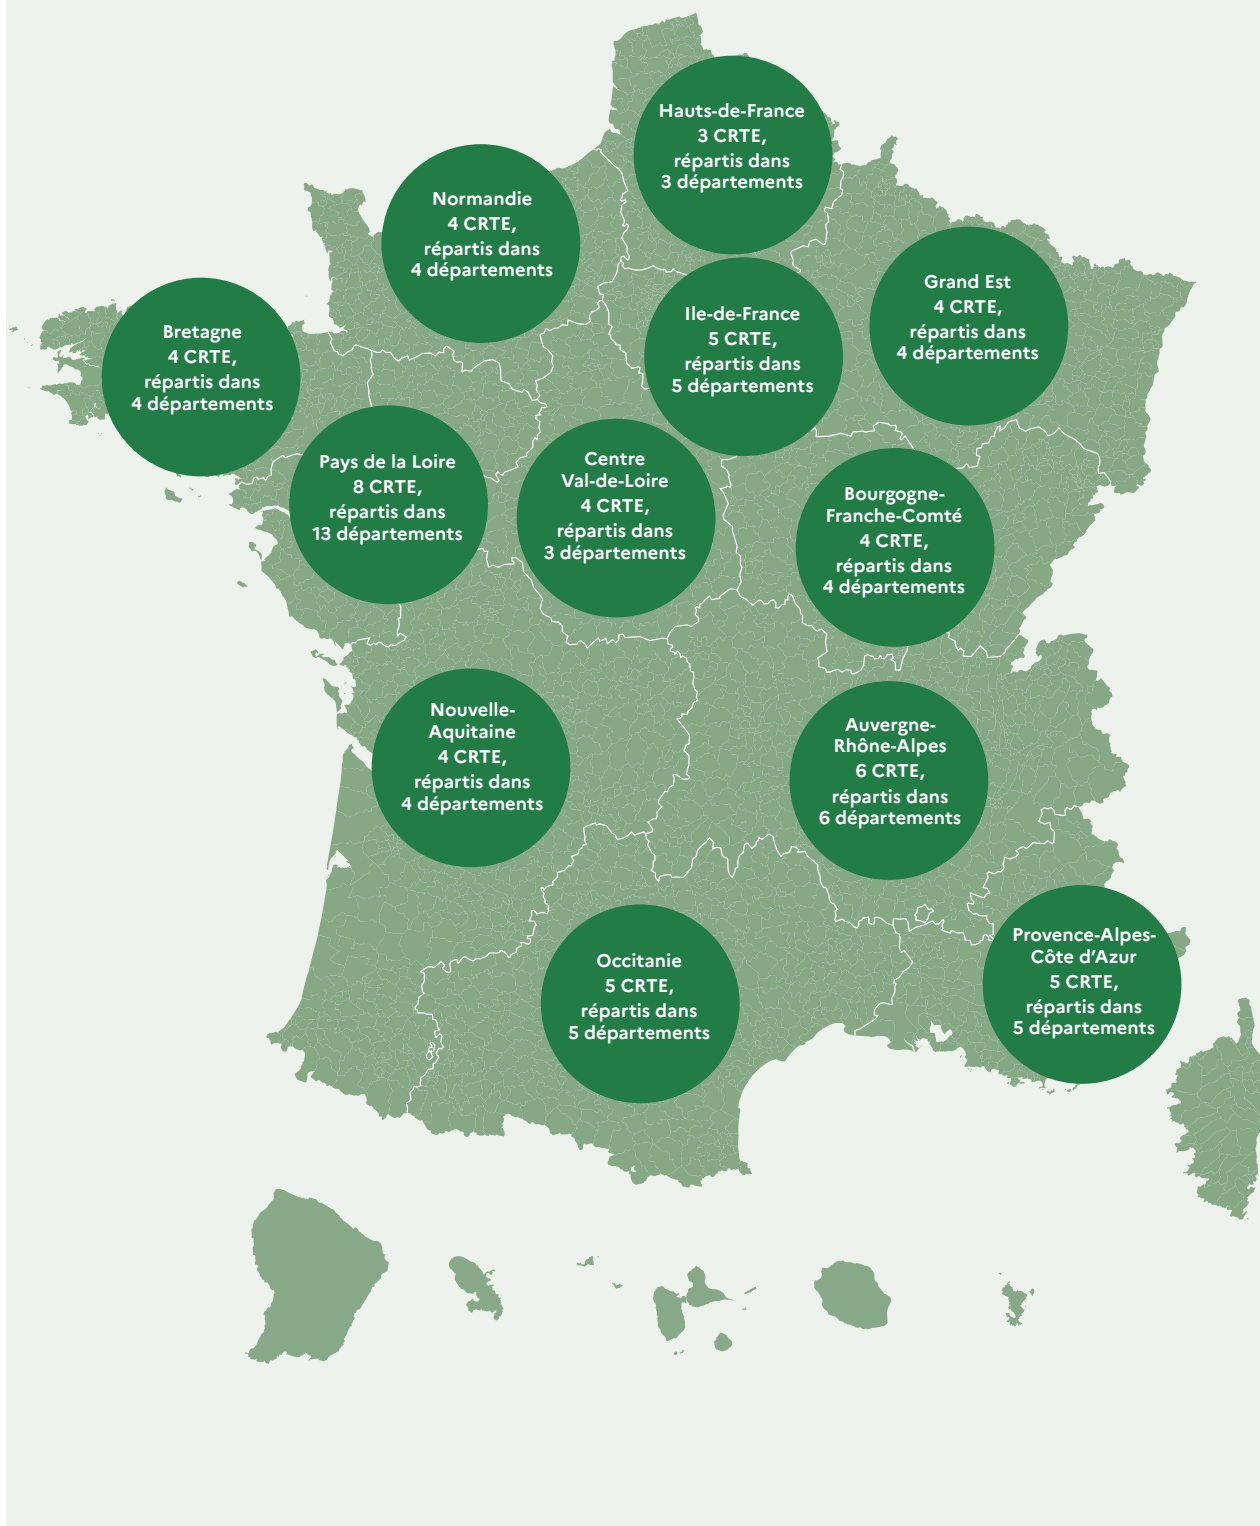 Hauts-de-France
3 CRTE,
répartis dans
3 départements
Normandie
4 CRTE,
répartis dans
4 départements
Grand Est
4 CRTE,
répartis dans
4 départements
Ile-de-France
5 CRTE,
répartis dans
5 départements
Bretagne
4 CRTE,
répartis dans
4 départements
Pays de la Loire
8 CRTE,
répartis dans
13 départements
Centre
Val-de-Loire
4 CRTE,
répartis dans
3 départements
Bourgogne-
Franche-Comté
4 CRTE,
répartis dans
4 départements
Nouvelle-
Aquitaine
4 CRTE,
répartis dans
4 départements
Auvergne-
Rhône-Alpes
6 CRTE,
répartis dans
6 départements
Occitanie
5 CRTE,
répartis dans
5 départements
Provence-Alpes-
Côte d'Azur
5 CRTE,
répartis dans
5 départements